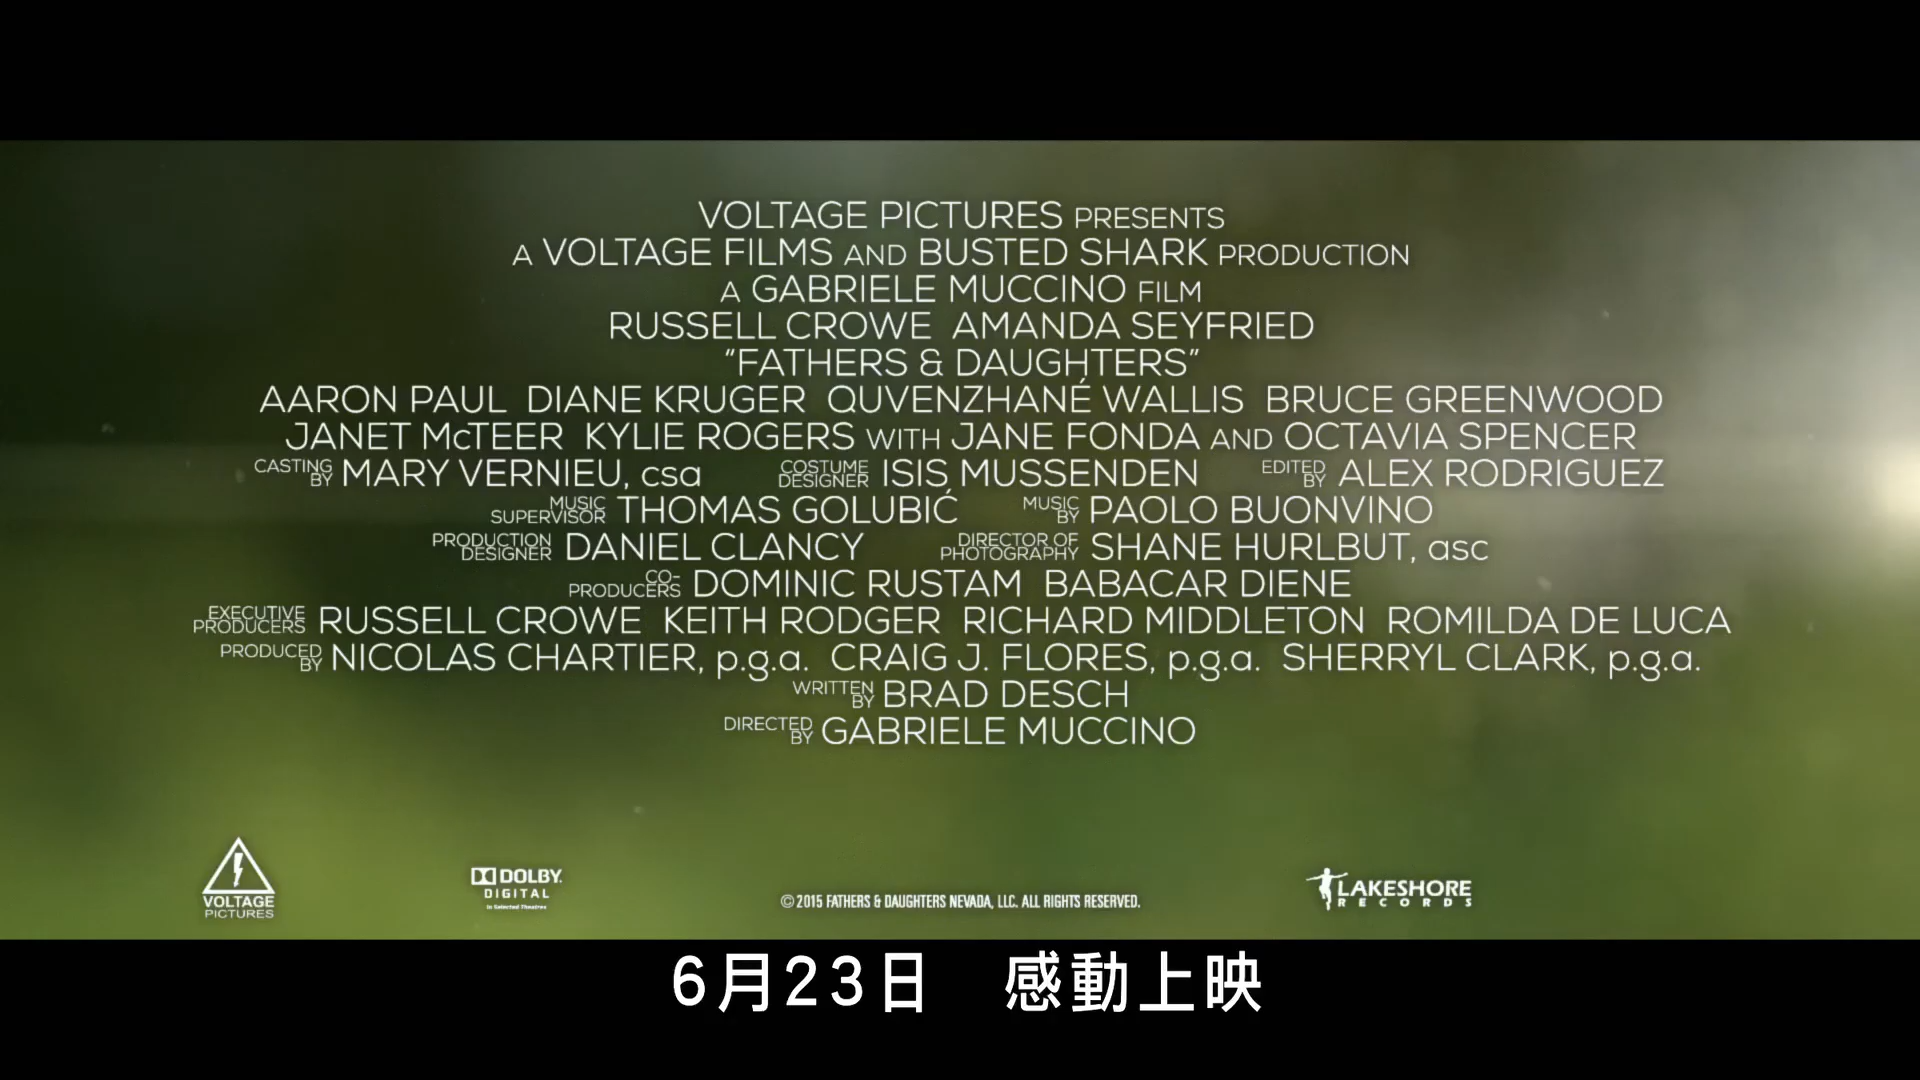 VOLTAGE PICTURES PRESENTS
A VOLTAGE FILMS AND BUSTED SHARK PRODUCTION
A GABRIELE MUCCINO FILM
RUSSELL CROWE AMANDA SEYFRIED
“FATHERS & DAUGHTERS”
AARON PAUL DIANE KRUGER QUVENZHANÉ WALLIS BRUCE GREENWOOD
JANET McTEER KYLIE ROGERS WITH JANE FONDA AND OCTAVIA SPENCER
CASTING BY MARY VERNIEU, csa COSTUME DESIGNER ISIS MUSSENDEN EDITED BY ALEX RODRIGUEZ
MUSIC SUPERVISOR THOMAS GOLUBIĆ MUSIC BY PAOLO BUONVINO
PRODUCTION DESIGNER DANIEL CLANCY DIRECTOR OF PHOTOGRAPHY SHANE HURLBUT, asc
CO-PRODUCERS DOMINIC RUSTAM BABACAR DIENE
EXECUTIVE PRODUCERS RUSSELL CROWE KEITH RODGER RICHARD MIDDLETON ROMILDA DE LUCA
PRODUCED BY NICOLAS CHARTIER, p.g.a. CRAIG J. FLORES, p.g.a. SHERRYL CLARK, p.g.a.
WRITTEN BY BRAD DESCH
DIRECTED BY GABRIELE MUCCINO
VOLTAGE
PICTURES
DOLBY
DIGITAL
In Selected Theatres
©2015 FATHERS & DAUGHTERS NEVADA, LLC. ALL RIGHTS RESERVED.
LAKESHORE
RECORDS
6月23日 感動上映